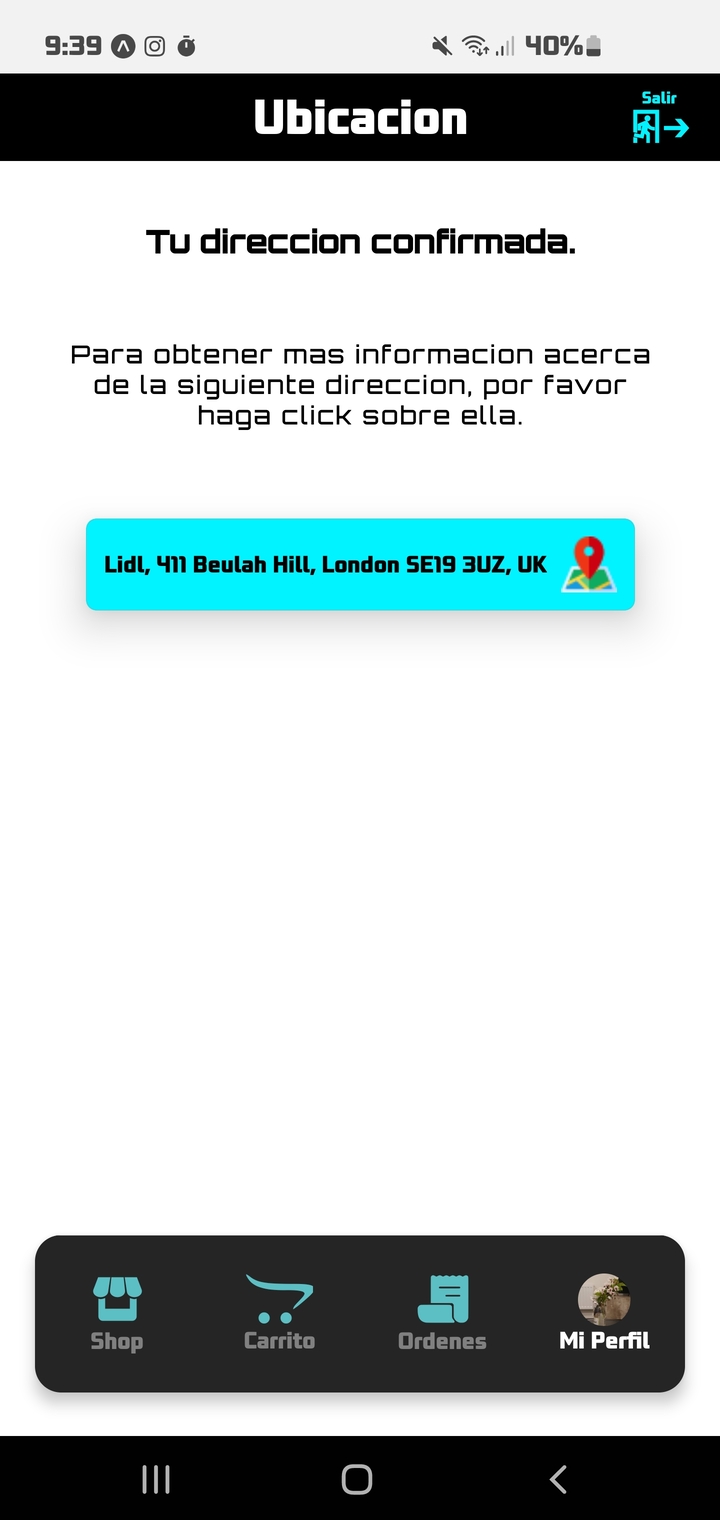 9:39 40%
Ubicacion
Salir
Tu direccion confirmada.
Para obtener mas informacion acerca
de la siguiente direccion, por favor
haga click sobre ella.
Lidl, 411 Beulah Hill, London SE19 3UZ, UK
Shop Carrito Ordenes Mi Perfil